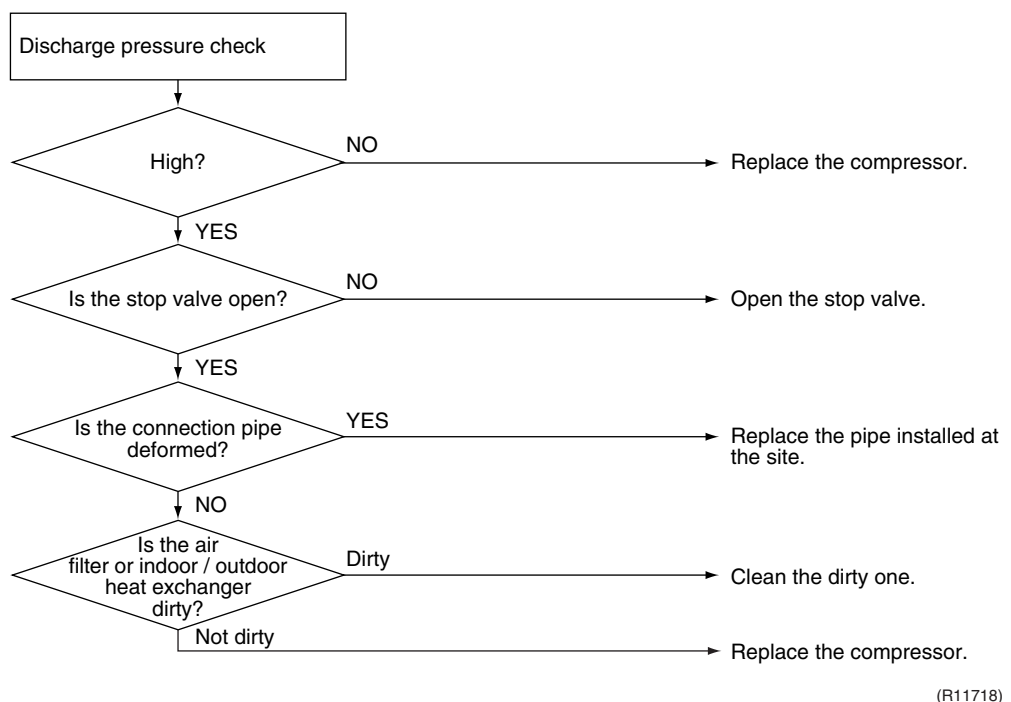 Discharge pressure check
High?
NO
Replace the compressor.
YES
Is the stop valve open?
NO
Open the stop valve.
YES
Is the connection pipe
deformed?
YES
Replace the pipe installed at
the site.
NO
Is the air
filter or indoor / outdoor
heat exchanger
dirty?
Dirty
Clean the dirty one.
Not dirty
Replace the compressor.
(R11718)